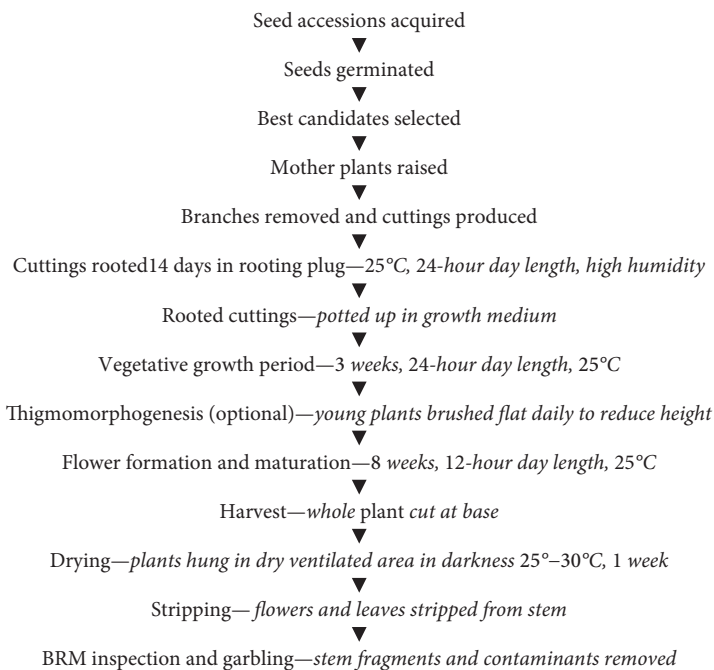 Seed accessions acquired
▼
Seeds germinated
▼
Best candidates selected
▼
Mother plants raised
▼
Branches removed and cuttings produced
▼
Cuttings rooted14 days in rooting plug—25°C, 24-hour day length, high humidity
▼
Rooted cuttings—potted up in growth medium
▼
Vegetative growth period—3 weeks, 24-hour day length, 25°C
▼
Thigmomorphogenesis (optional)—young plants brushed flat daily to reduce height
▼
Flower formation and maturation—8 weeks, 12-hour day length, 25°C
▼
Harvest—whole plant cut at base
▼
Drying—plants hung in dry ventilated area in darkness 25°–30°C, 1 week
▼
Stripping— flowers and leaves stripped from stem
▼
BRM inspection and garbling—stem fragments and contaminants removed